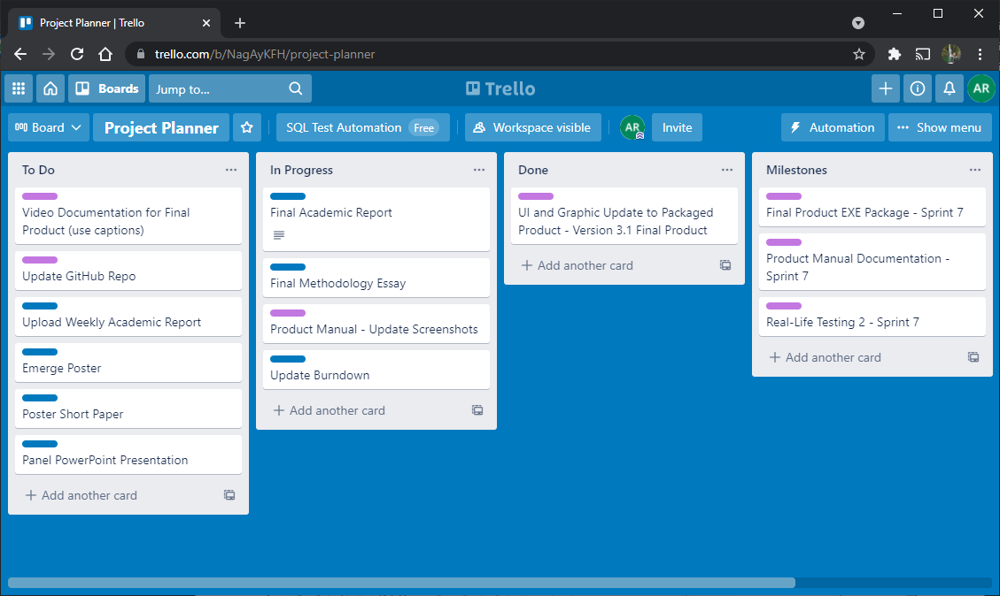 Project Planner | Trello
trello.com/b/NagAyKFH/project-planner
Boards
Jump to...
Trello
AR
Board
Project Planner
SQL Test Automation Free
Workspace visible
AR
Invite
Automation
Show menu
To Do
Video Documentation for Final
Product (use captions)
Update GitHub Repo
Upload Weekly Academic Report
Emerge Poster
Poster Short Paper
Panel PowerPoint Presentation
+ Add another card
In Progress
Final Academic Report
Final Methodology Essay
Product Manual - Update Screenshots
Update Burndown
+ Add another card
Done
UI and Graphic Update to Packaged
Product - Version 3.1 Final Product
+ Add another card
Milestones
Final Product EXE Package - Sprint 7
Product Manual Documentation -
Sprint 7
Real-Life Testing 2 - Sprint 7
+ Add another card